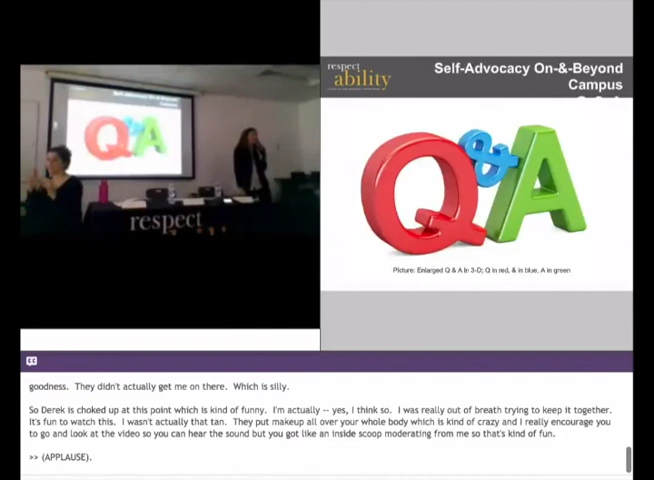 Self-Advocacy On-&-Beyond
Campus
Q & A
respect
ability
Self-Advocacy On-&-Beyond
Campus
Q&A
Picture: Enlarged Q & A in 3-D; Q in red, & in blue, A in green
respect
goodness. They didn't actually get me on there. Which is silly.
So Derek is choked up at this point which is kind of funny. I'm actually -- yes, I think so. I was really out of breath trying to keep it together.
It's fun to watch this. I wasn't actually that tan. They put makeup all over your whole body which is kind of crazy and I really encourage you
to go and look at the video so you can hear the sound but you got like an inside scoop moderating from me so that's kind of fun.
>> (APPLAUSE).